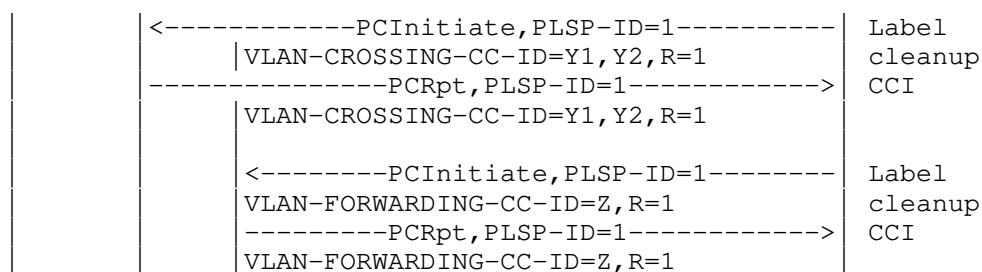 |       |       |<------------PCInitiate,PLSP-ID=1----------| Label
|       |       |VLAN-CROSSING-CC-ID=Y1,Y2,R=1              | cleanup
|       |---------------PCRpt,PLSP-ID=1------------>| CCI
|       |       |VLAN-CROSSING-CC-ID=Y1,Y2,R=1              |
|       |       |                                   |
|       |       |<--------PCInitiate,PLSP-ID=1--------| Label
|       |       |VLAN-FORWARDING-CC-ID=Z,R=1        | cleanup
|       |       |---------PCRpt,PLSP-ID=1------------>| CCI
|       |       |VLAN-FORWARDING-CC-ID=Z,R=1        |